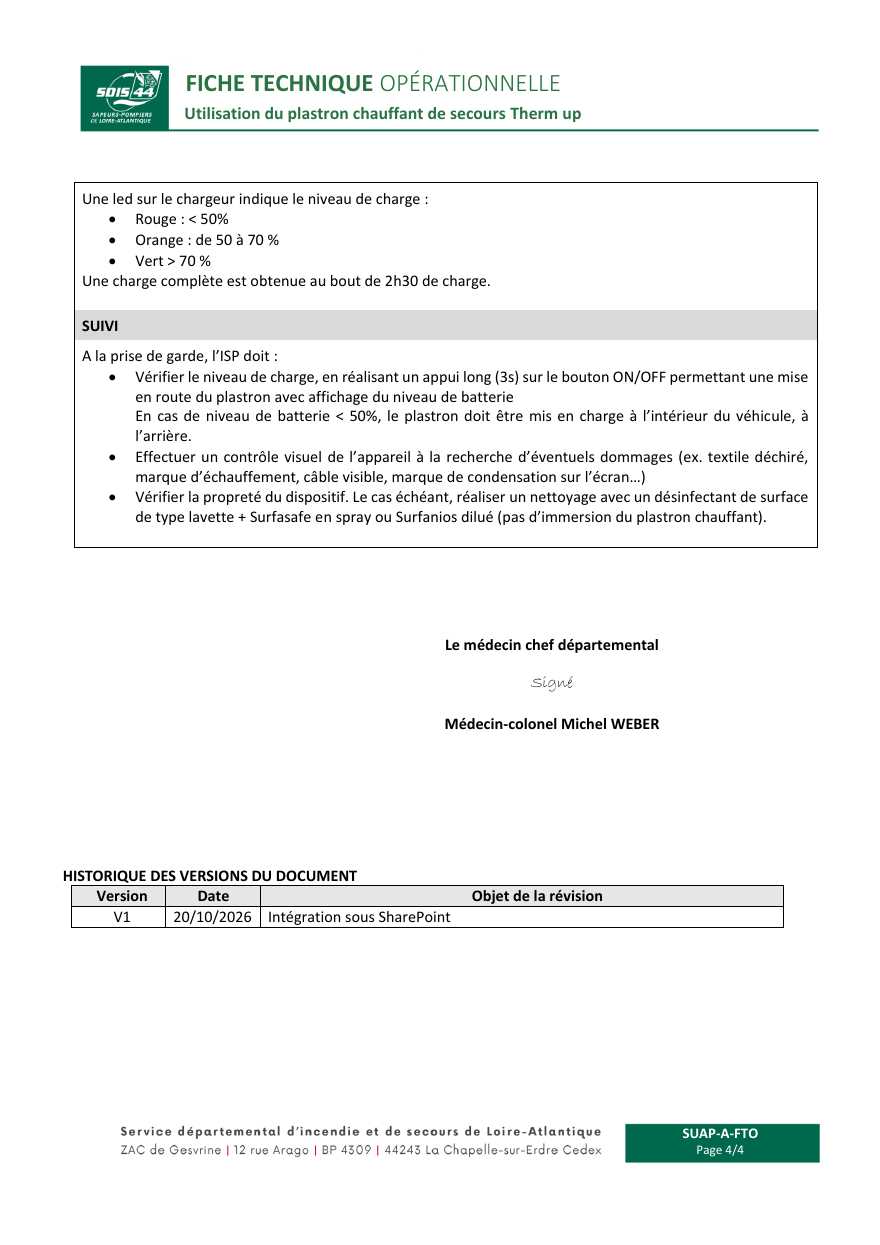 SDIS 44
SAPEURS-POMPIERS
DE LOIRE-ATLANTIQUE
FICHE TECHNIQUE OPÉRATIONNELLE
Utilisation du plastron chauffant de secours Therm up
Une led sur le chargeur indique le niveau de charge :
• Rouge : < 50%
• Orange : de 50 à 70 %
• Vert > 70 %
Une charge complète est obtenue au bout de 2h30 de charge.
SUIVI
A la prise de garde, l’ISP doit :
• Vérifier le niveau de charge, en réalisant un appui long (3s) sur le bouton ON/OFF permettant une mise
en route du plastron avec affichage du niveau de batterie
En cas de niveau de batterie < 50%, le plastron doit être mis en charge à l’intérieur du véhicule, à
l’arrière.
• Effectuer un contrôle visuel de l’appareil à la recherche d’éventuels dommages (ex. textile déchiré,
marque d’échauffement, câble visible, marque de condensation sur l’écran…)
• Vérifier la propreté du dispositif. Le cas échéant, réaliser un nettoyage avec un désinfectant de surface
de type lavette + Surfasafe en spray ou Surfanios dilué (pas d’immersion du plastron chauffant).
Le médecin chef départemental
Signé
Médecin-colonel Michel WEBER
HISTORIQUE DES VERSIONS DU DOCUMENT
Version Date Objet de la révision
V1 20/10/2026 Intégration sous SharePoint
Service départemental d’incendie et de secours de Loire-Atlantique
ZAC de Gesvrine | 12 rue Arago | BP 4309 | 44243 La Chapelle-sur-Erdre Cedex
SUAP-A-FTO
Page 4/4